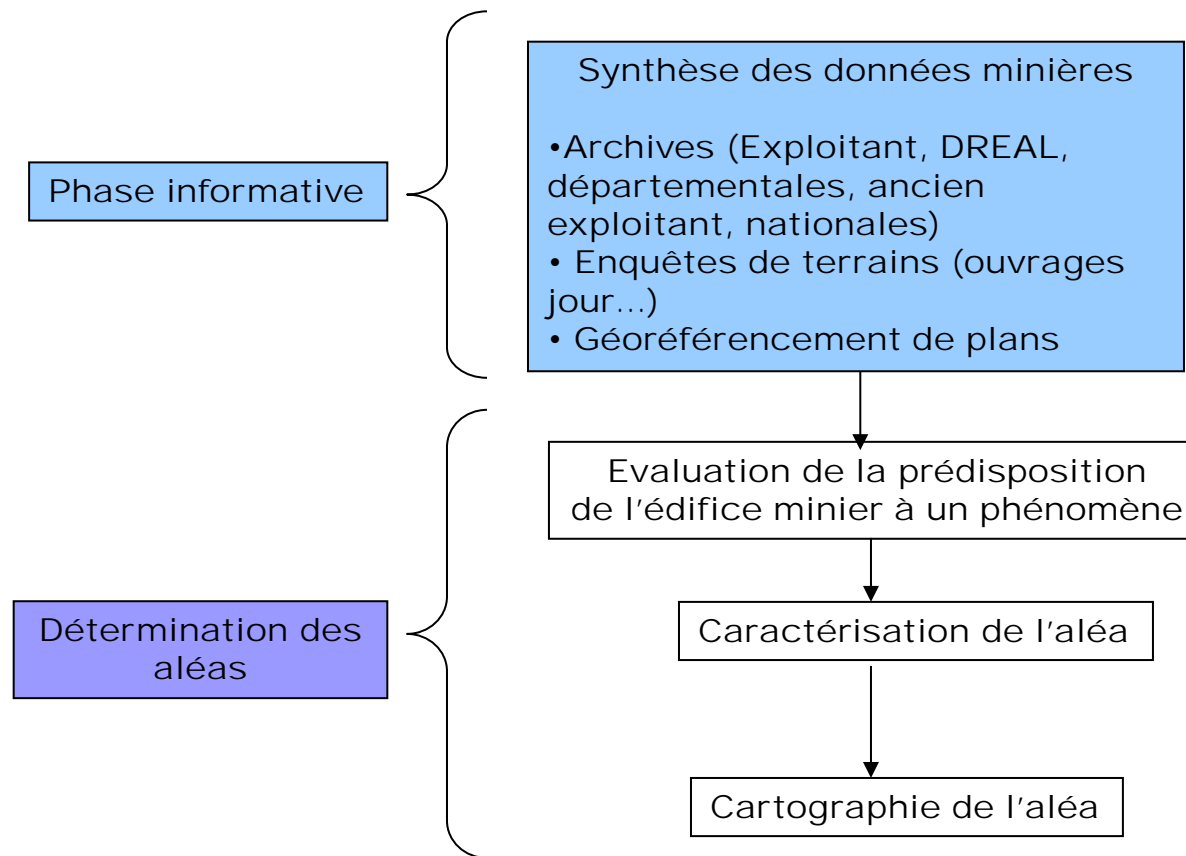 Phase informative
Synthèse des données minières
•Archives (Exploitant, DREAL,
départementales, ancien
exploitant, nationales)
• Enquêtes de terrains (ouvrages
jour…)
• Géoréférencement de plans
Détermination des
aléas
Evaluation de la prédisposition
de l'édifice minier à un phénomène
Caractérisation de l'aléa
Cartographie de l'aléa